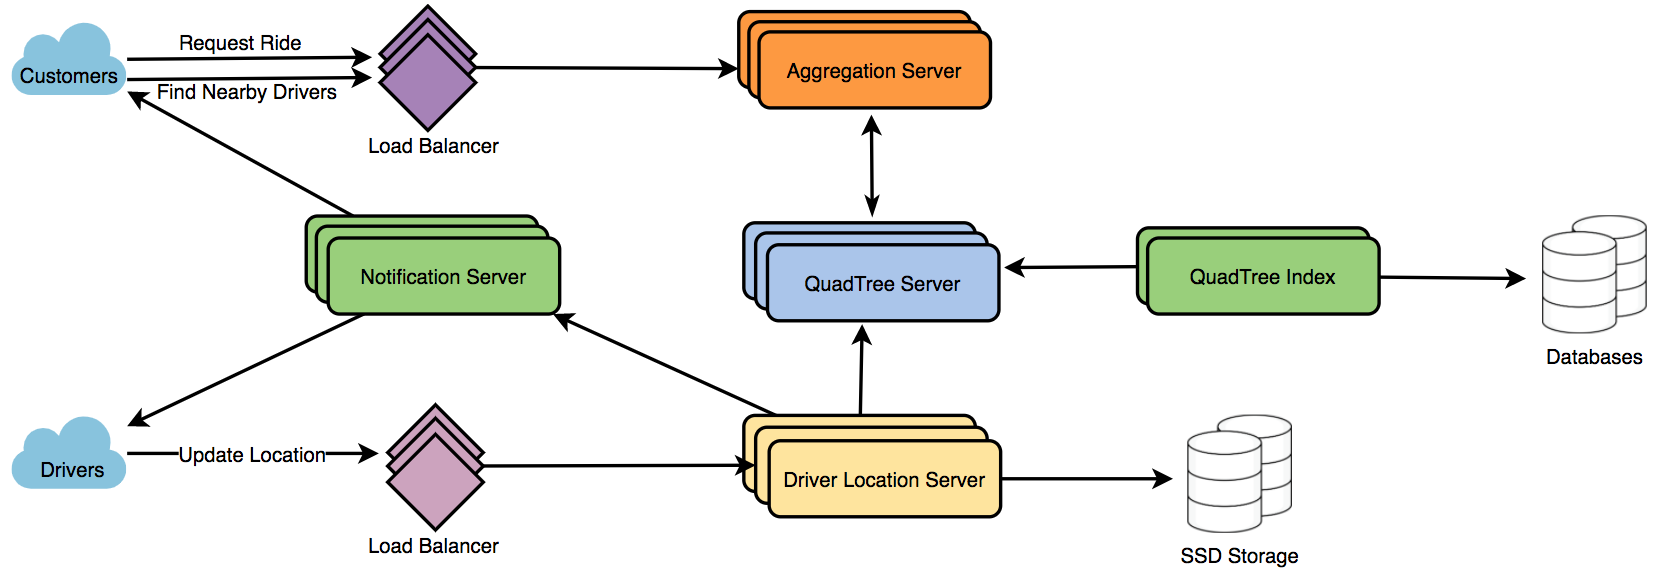 Request Ride
Customers
Find Nearby Drivers
Load Balancer
Aggregation Server
Notification Server
QuadTree Server
QuadTree Index
Databases
Drivers
Update Location
Load Balancer
Driver Location Server
SSD Storage